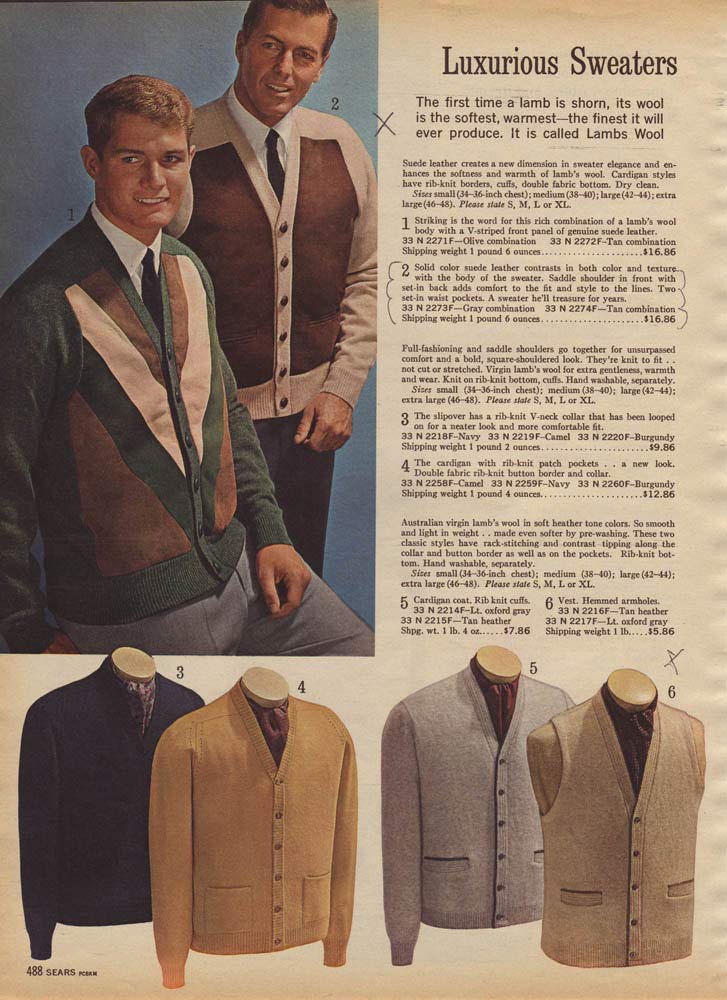 Luxurious Sweaters
The first time a lamb is shorn, its wool
is the softest, warmest—the finest it will
ever produce. It is called Lambs Wool
Suede leather creates a new dimension in sweater elegance and en-
hances the softness and warmth of lamb's wool. Cardigan styles
have rib-knit borders, cuffs, double fabric bottom. Dry clean.
Sizes small (34–36-inch chest); medium (38–40); large (42–44); extra
large (46–48). Please state S, M, L or XL.
1 Striking is the word for this rich combination of a lamb's wool
body with a V-striped front panel of genuine suede leather.
33 N 2271F—Olive combination 33 N 2272F–Tan combination
Shipping weight 1 pound 6 ounces.....................$16.86
2 Solid color suede leather contrasts in both color and texture
with the body of the sweater. Saddle shoulder in front with
set-in back adds comfort to the fit and style to the lines. Two
set-in waist pockets. A sweater he'll treasure for years.
33 N 2273F—Gray combination 33 N 2274F—Tan combination
Shipping weight 1 pound 6 ounces.....................$16.86
Full-fashioning and saddle shoulders go together for unsurpassed
comfort and a bold, square-shouldered look. They're knit to fit . .
not cut or stretched. Virgin lamb's wool for extra gentleness, warmth
and wear. Knit on rib-knit bottom, cuffs. Hand washable, separately.
Sizes small (34–36-inch chest); medium (38–40); large (42–44);
extra large (46–48). Please state S, M, L or XL.
3 The slipover has a rib-knit V-neck collar that has been looped
on for a neater look and more comfortable fit.
33 N 2218F–Navy 33 N 2219F–Camel 33 N 2220F–Burgundy
Shipping weight 1 pound 2 ounces......................$9.86
4 The cardigan with rib-knit patch pockets . . a new look.
Double fabric rib-knit button border and collar.
33 N 2258F–Camel 33 N 2259F–Navy 33 N 2260F–Burgundy
Shipping weight 1 pound 4 ounces.....................$12.86
Australian virgin lamb's wool in soft heather tone colors. So smooth
and light in weight . . made even softer by pre-washing. These two
classic styles have rack-stitching and contrast tipping along the
collar and button border as well as on the pockets. Rib-knit bot-
tom. Hand washable, separately.
Sizes small (34–36-inch chest); medium (38–40); large (42–44);
extra large (46–48). Please state S, M, L or XL.
5 Cardigan coat. Rib knit cuffs.
33 N 2214F–Lt. oxford gray
33 N 2215F—Tan heather
Shpg. wt. 1 lb. 4 oz......$7.86
6 Vest. Hemmed armholes.
33 N 2216F—Tan heather
33 N 2217F—Lt. oxford gray
Shipping weight 1 lb....$5.86
1
2
3
4
5
6
488 SEARS PCBKM